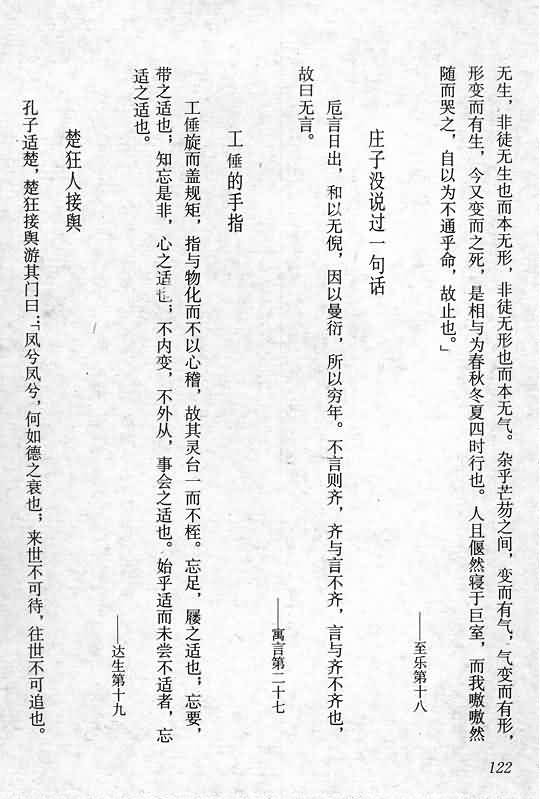 无生，非徒无生也而本无形，非徒无形也而本无气。杂乎芒芴之间，变而有气；气变而有形，
形变而有生，今又变而之死，是相与为春秋冬夏四时行也。人且偃然寝于巨室，而我嗷嗷然
随而哭之，自以为不通乎命，故止也。」
——至乐第十八
庄子没说过一句话
卮言日出，和以无倪，因以曼衍，所以穷年。不言则齐，齐与言不齐，言与齐不齐也，
故曰无言。
——寓言第二十七
工倕的手指
工倕旋而盖规矩，指与物化而不以心稽，故其灵台一而不桎。忘足，屦之适也；忘要，
带之适也；知忘是非，心之适也；不内变，不外从，事会之适也。始乎适而未尝不适者，忘
适之适也。
——达生第十九
楚狂人接舆
孔子适楚，楚狂接舆游其门曰：「凤兮凤兮，何如德之衰也；来世不可待，往世不可追也。
122